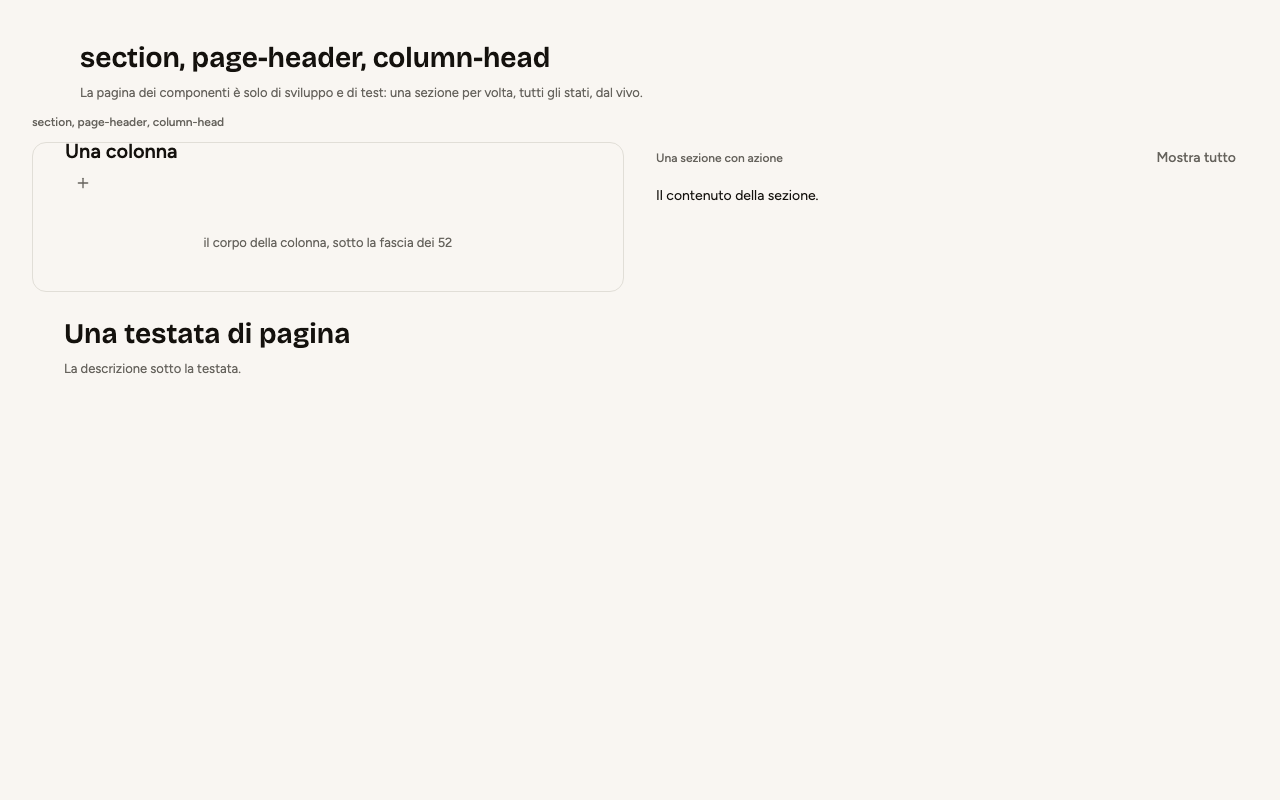 section, page-header, column-head
La pagina dei componenti è solo di sviluppo e di test: una sezione per volta, tutti gli stati, dal vivo.
section, page-header, column-head
Una colonna
+
il corpo della colonna, sotto la fascia dei 52
Una sezione con azione
Mostra tutto
Il contenuto della sezione.
Una testata di pagina
La descrizione sotto la testata.